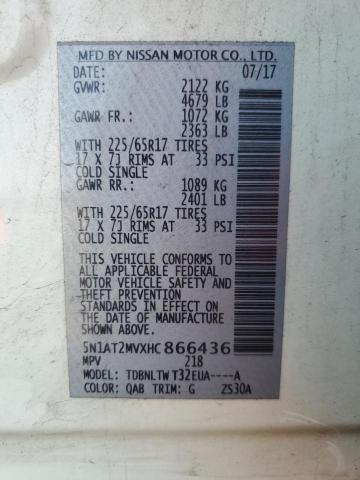 MFD BY NISSAN MOTOR CO., LTD.
DATE: 07/17
GVWR: 2122 KG
4679 LB
GAWR FR.: 1072 KG
2363 LB
WITH 225/65R17 TIRES
17 X 7J RIMS AT 33 PSI
COLD SINGLE
GAWR RR.: 1089 KG
2401 LB
WITH 225/65R17 TIRES
17 X 7J RIMS AT 33 PSI
COLD SINGLE
THIS VEHICLE CONFORMS TO
ALL APPLICABLE FEDERAL
MOTOR VEHICLE SAFETY AND
THEFT PREVENTION
STANDARDS IN EFFECT ON
THE DATE OF MANUFACTURE
SHOWN ABOVE.
5N1AT2MVXHC866436
MPV 218
MODEL: TDBNLTW T32EUA----A
COLOR: QAB TRIM: G ZS30A